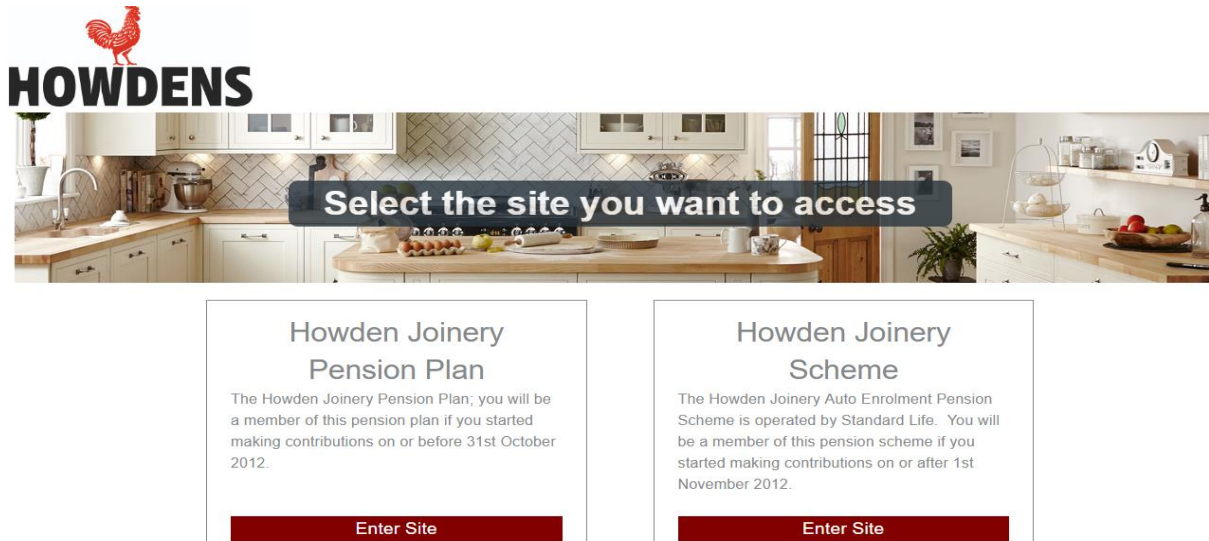 HOWDENS
Select the site you want to access
Howden Joinery
Pension Plan
The Howden Joinery Pension Plan; you will be
a member of this pension plan if you started
making contributions on or before 31st October
2012.
Enter Site
Howden Joinery
Scheme
The Howden Joinery Auto Enrolment Pension
Scheme is operated by Standard Life.  You will
be a member of this pension scheme if you
started making contributions on or after 1st
November 2012.
Enter Site